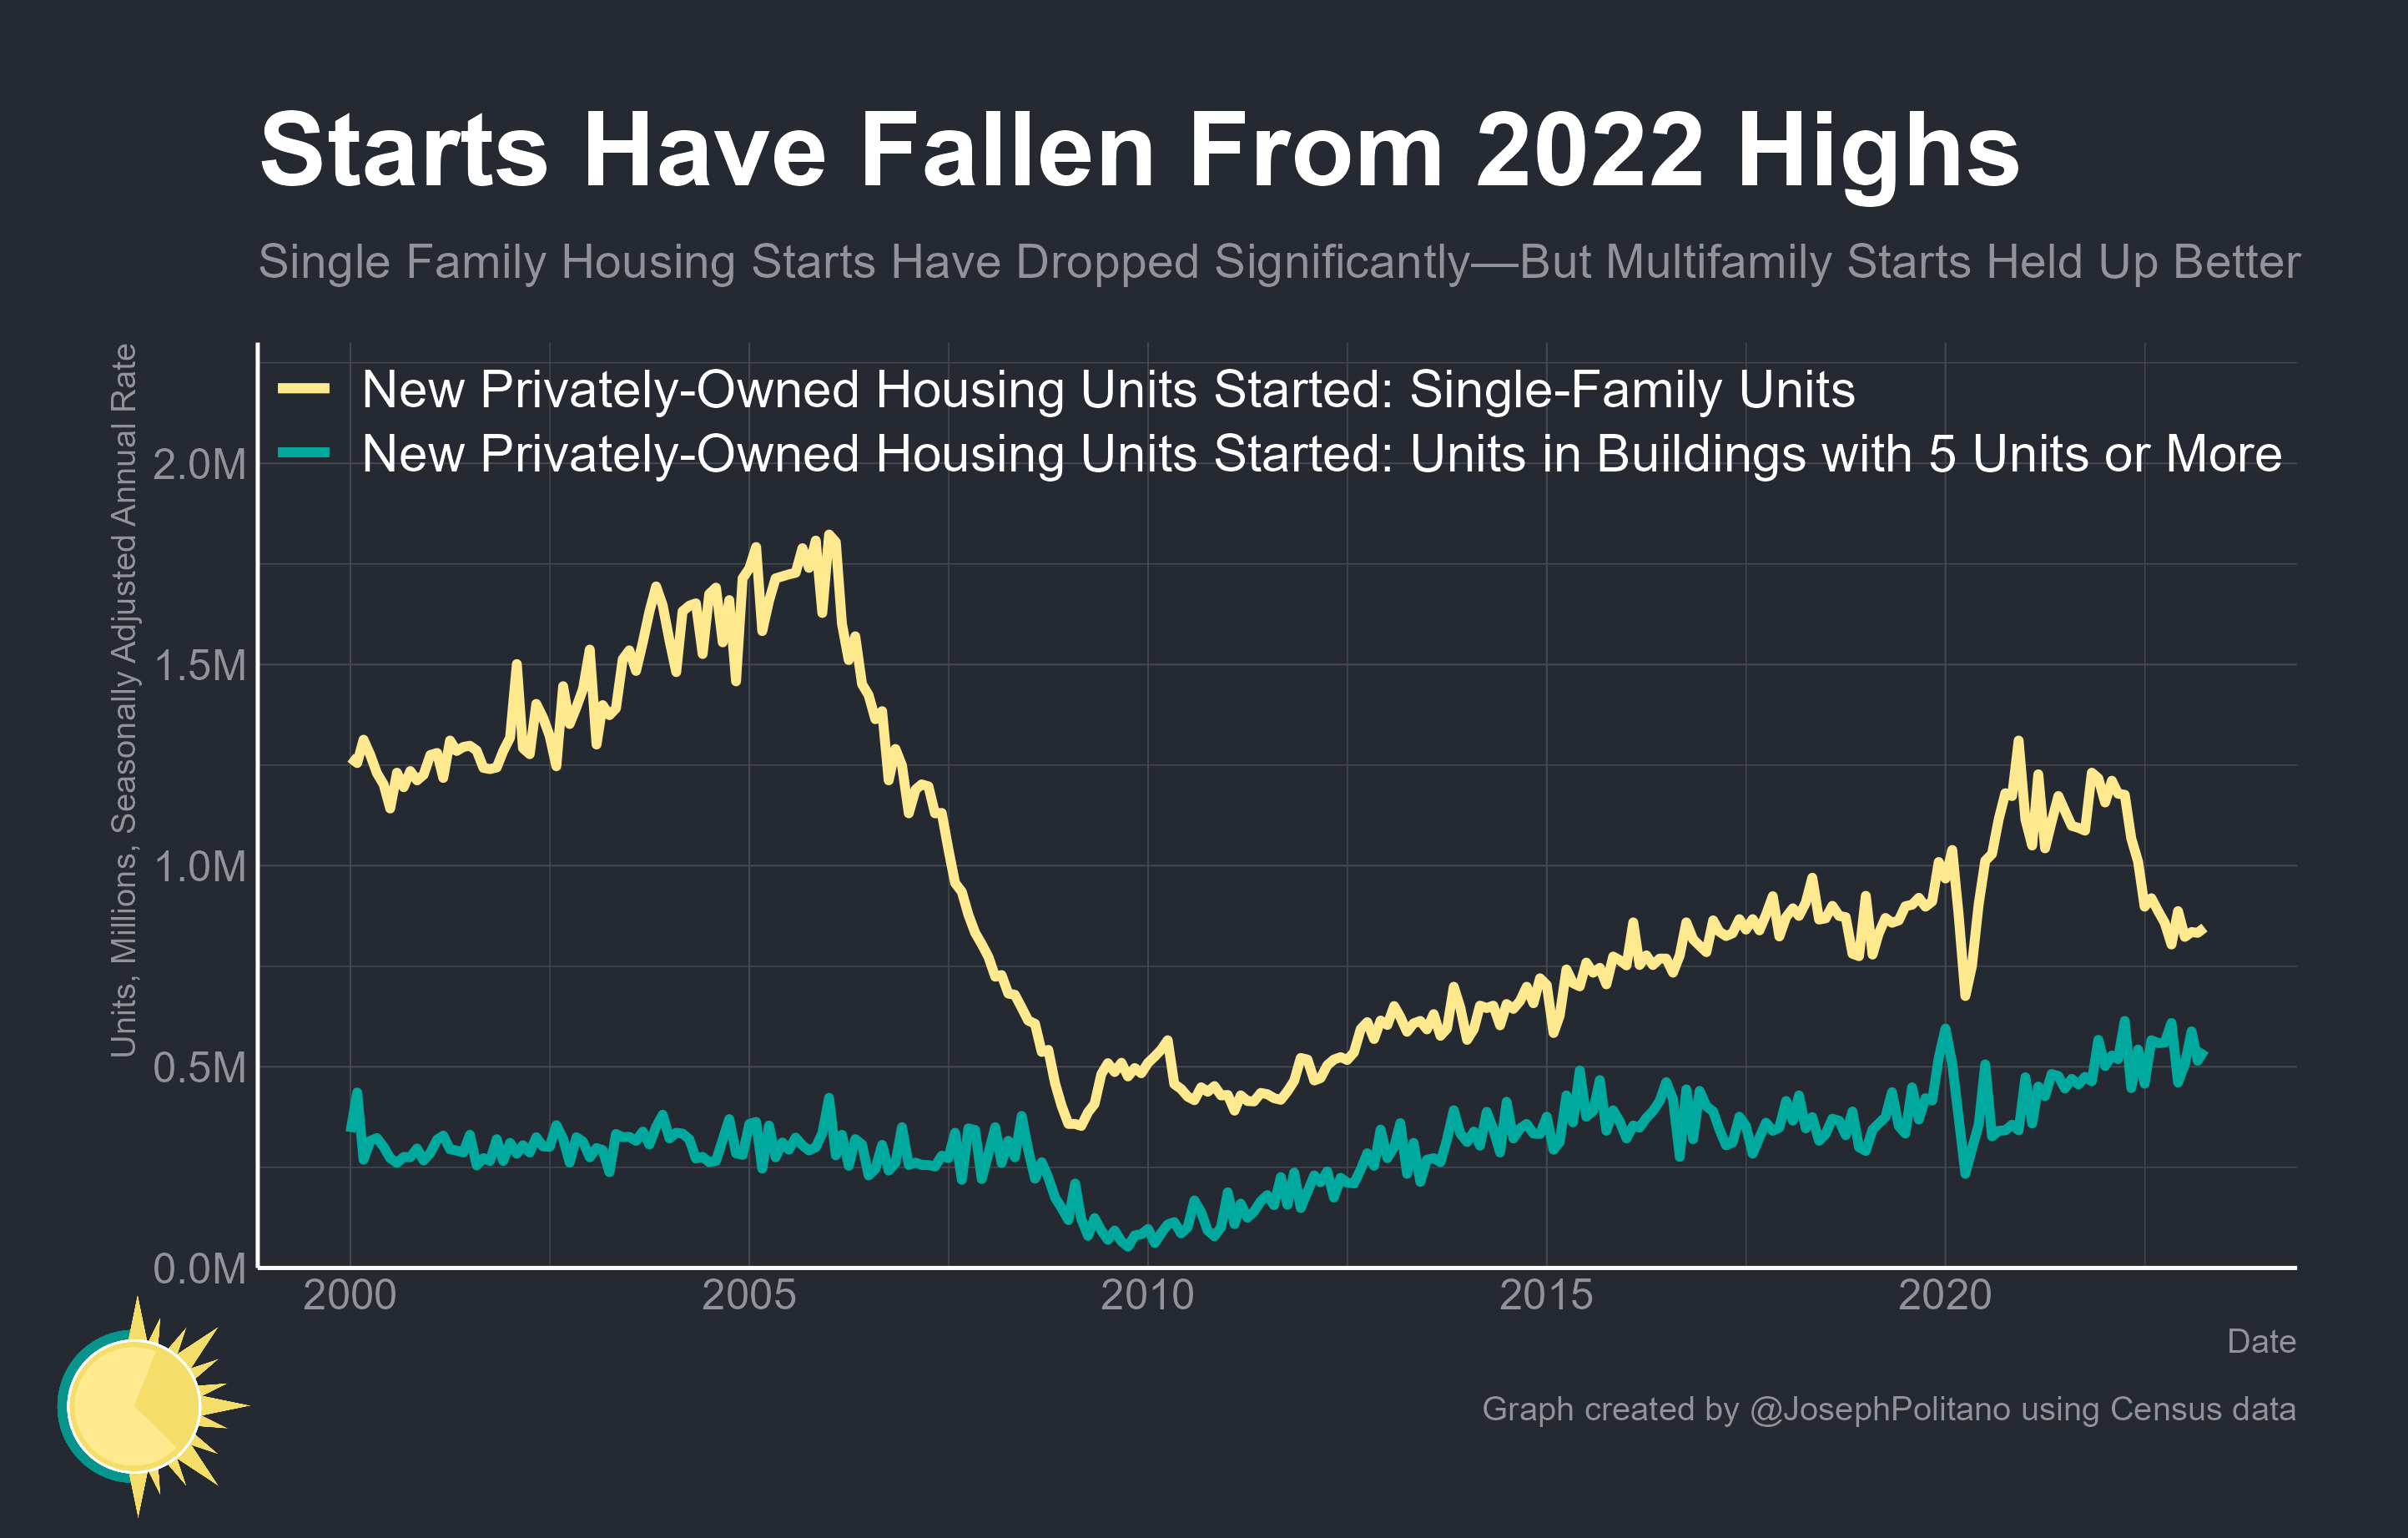 Starts Have Fallen From 2022 Highs
Single Family Housing Starts Have Dropped Significantly—But Multifamily Starts Held Up Better
Units, Millions, Seasonally Adjusted Annual Rate
New Privately-Owned Housing Units Started: Single-Family Units
New Privately-Owned Housing Units Started: Units in Buildings with 5 Units or More
2.0M
1.5M
1.0M
0.5M
0.0M
2000 2005 2010 2015 2020
Date
Graph created by @JosephPolitano using Census data